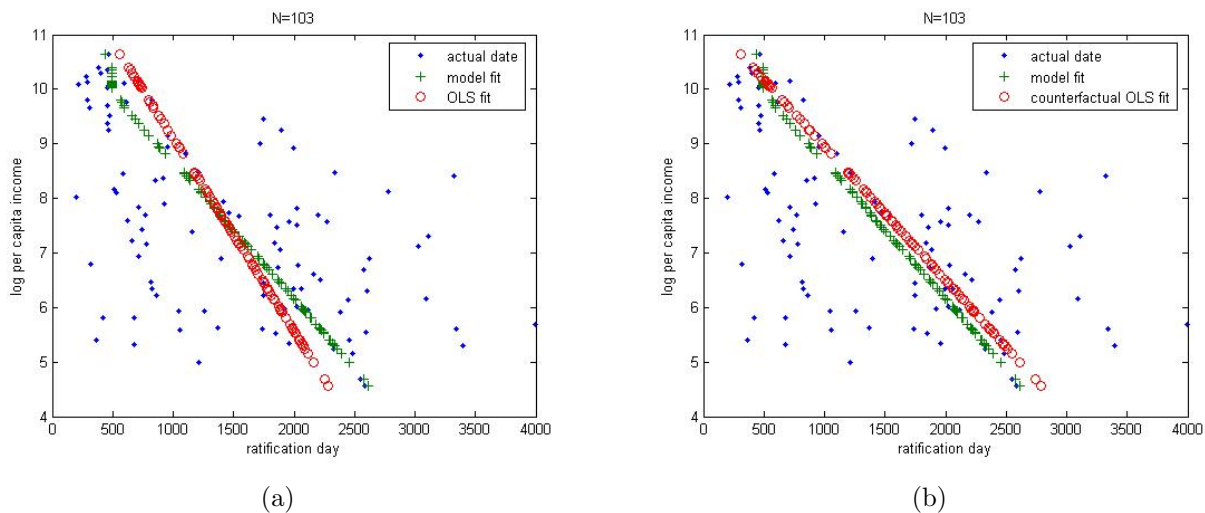 N=103
11
10
9
8
7
6
5
4
log per capita income
actual date
model fit
OLS fit
0 500 1000 1500 2000 2500 3000 3500 4000
ratification day
(a)
N=103
11
10
9
8
7
6
5
4
log per capita income
actual date
model fit
counterfactual OLS fit
0 500 1000 1500 2000 2500 3000 3500 4000
ratification day
(b)